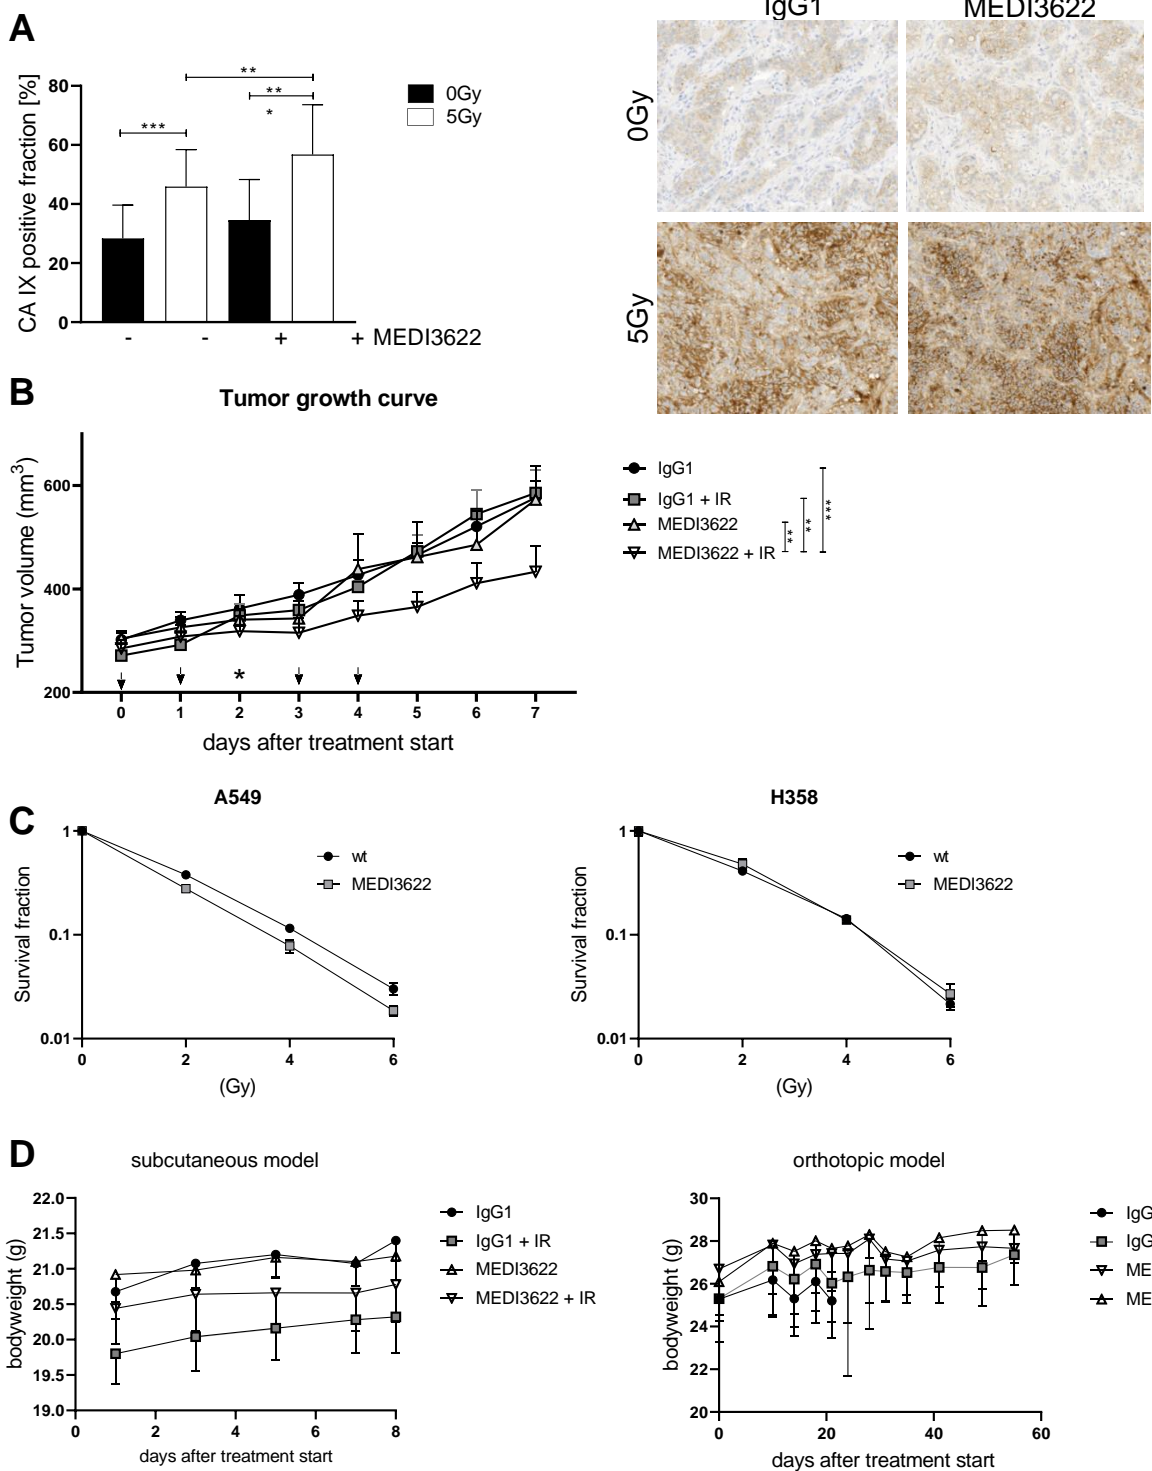 A
IgG1
MEDI3622
CA IX positive fraction [%]
80
60
40
20
0
***
**
**
*
0Gy
5Gy
-
-
+
+
MEDI3622
0Gy
5Gy
B
Tumor growth curve
Tumor volume (mm3)
600
400
200
*
0
1
2
3
4
5
6
7
days after treatment start
IgG1
IgG1 + IR
MEDI3622
MEDI3622 + IR
**
**
***
C
A549
Survival fraction
1
0.1
0.01
0
2
4
6
(Gy)
wt
MEDI3622
H358
Survival fraction
1
0.1
0.01
0
2
4
6
(Gy)
wt
MEDI3622
D
subcutaneous model
bodyweight (g)
22.0
21.5
21.0
20.5
20.0
19.5
19.0
0
2
4
6
8
days after treatment start
IgG1
IgG1 + IR
MEDI3622
MEDI3622 + IR
orthotopic model
bodyweight (g)
30
28
26
24
22
20
0
20
40
60
days after treatment start
IgG
IgG
ME
ME